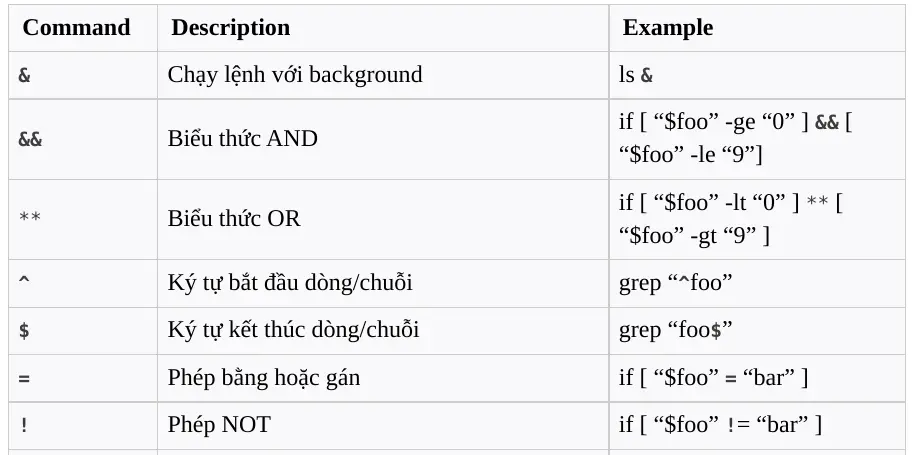 Command Description Example
& Chạy lệnh với background ls &
&& Biểu thức AND if [ “$foo” -ge “0” ] && [
“$foo” -le “9”]
** Biểu thức OR if [ “$foo” -lt “0” ] ** [
“$foo” -gt “9” ]
^ Ký tự bắt đầu dòng/chuỗi grep “^foo”
$ Ký tự kết thúc dòng/chuỗi grep “foo$”
= Phép bằng hoặc gán if [ “$foo” = “bar” ]
! Phép NOT if [ “$foo” != “bar” ]